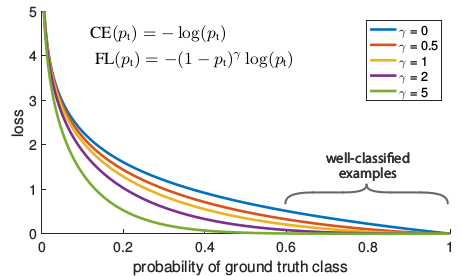 5
4
3
2
1
0
loss
CE(pₜ) = −log(pₜ)
FL(pₜ) = −(1 − pₜ)^γ log(pₜ)
γ = 0
γ = 0.5
γ = 1
γ = 2
γ = 5
well-classified
examples
0 0.2 0.4 0.6 0.8 1
probability of ground truth class